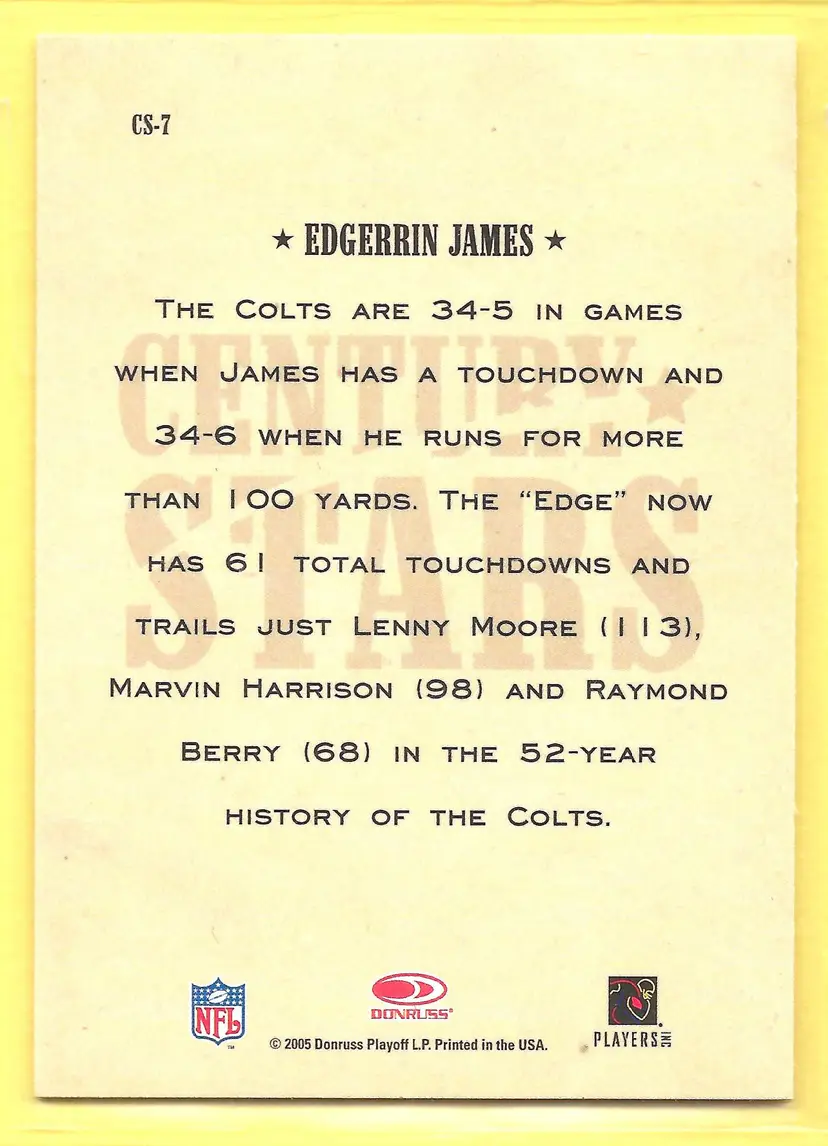 CS-7
★ EDGERRIN JAMES ★
THE COLTS ARE 34-5 IN GAMES
WHEN JAMES HAS A TOUCHDOWN AND
34-6 WHEN HE RUNS FOR MORE
THAN 100 YARDS. THE “EDGE” NOW
HAS 61 TOTAL TOUCHDOWNS AND
TRAILS JUST LENNY MOORE (113),
MARVIN HARRISON (98) AND RAYMOND
BERRY (68) IN THE 52-YEAR
HISTORY OF THE COLTS.
CENTURY★
STARS
NFL
TM
DONRUSS®
© 2005 Donruss Playoff L.P. Printed in the USA.
PLAYERS INC